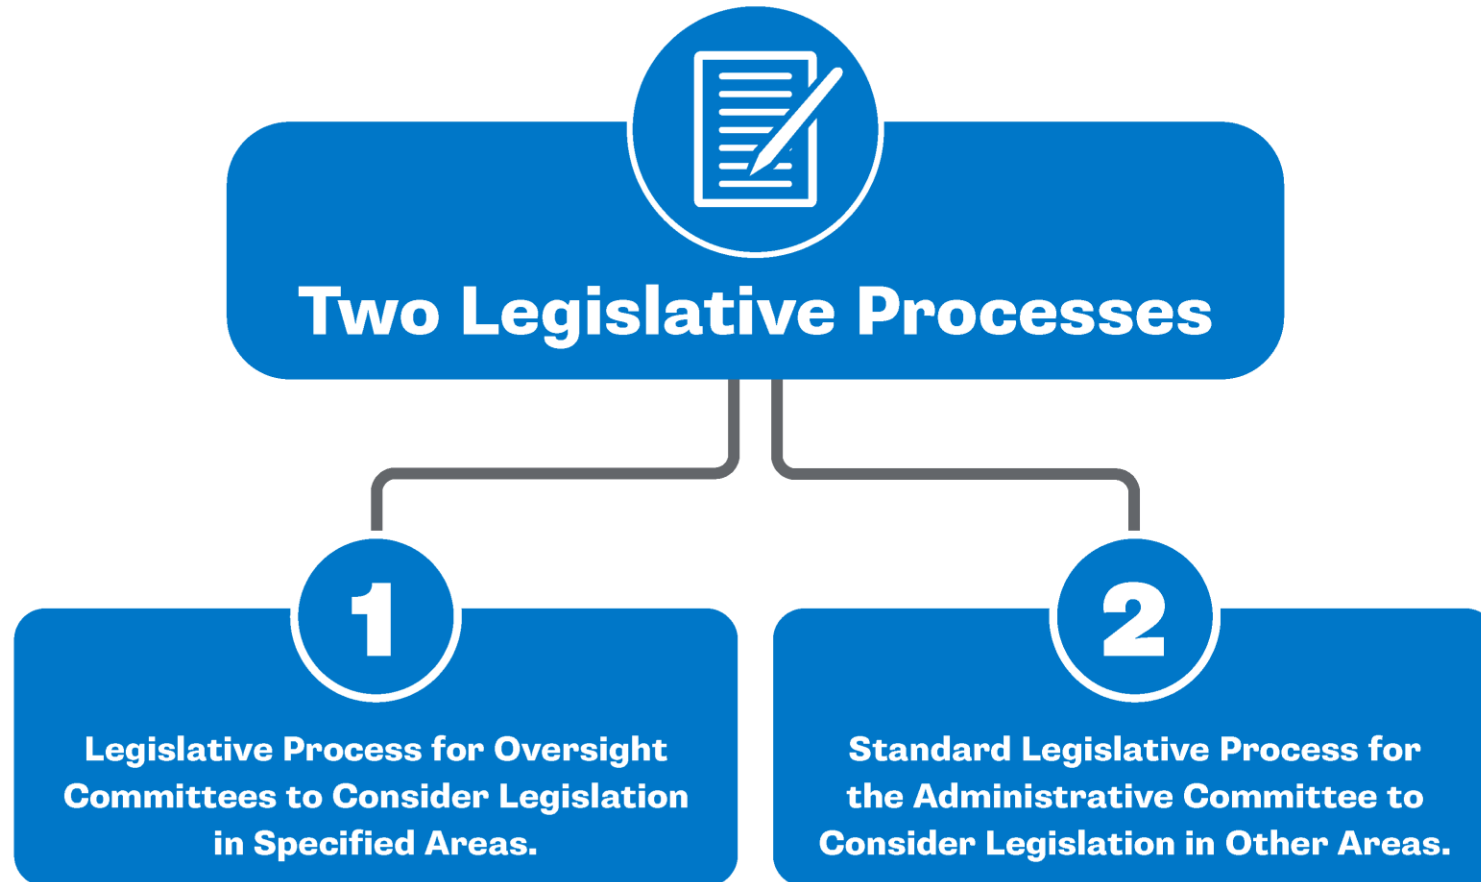 Two Legislative Processes
1
Legislative Process for Oversight
Committees to Consider Legislation
in Specified Areas.
2
Standard Legislative Process for
the Administrative Committee to
Consider Legislation in Other Areas.